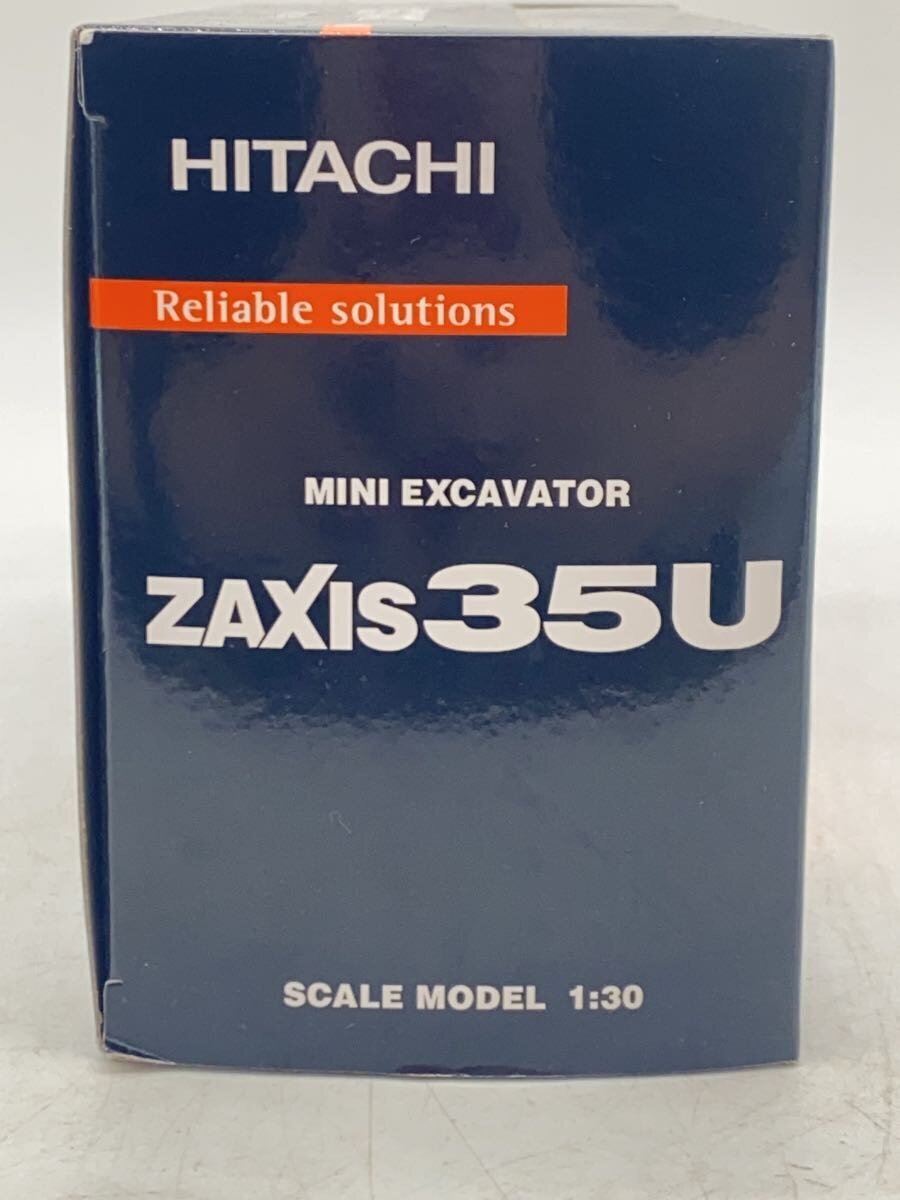 HITACHI
Reliable solutions
MINI EXCAVATOR
ZAXIS35U
SCALE MODEL 1:30